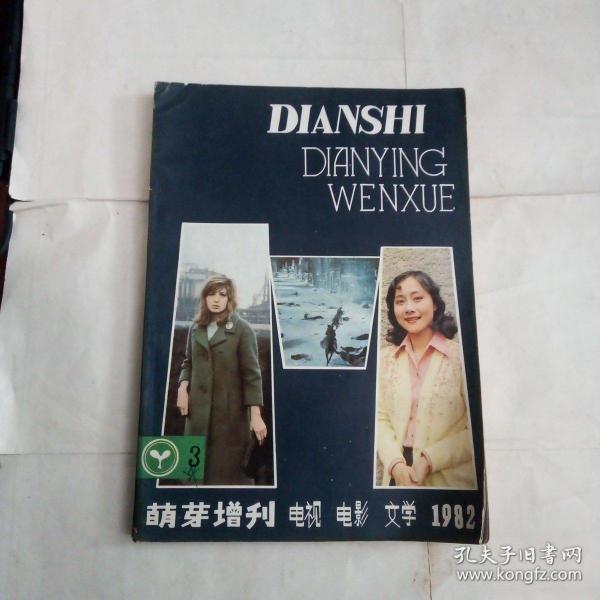 DIANSHI
DIANYING
WENXUE
3
萌芽增刊 电视 电影 文学 1982
孔夫子旧书网
www.kongfz.com